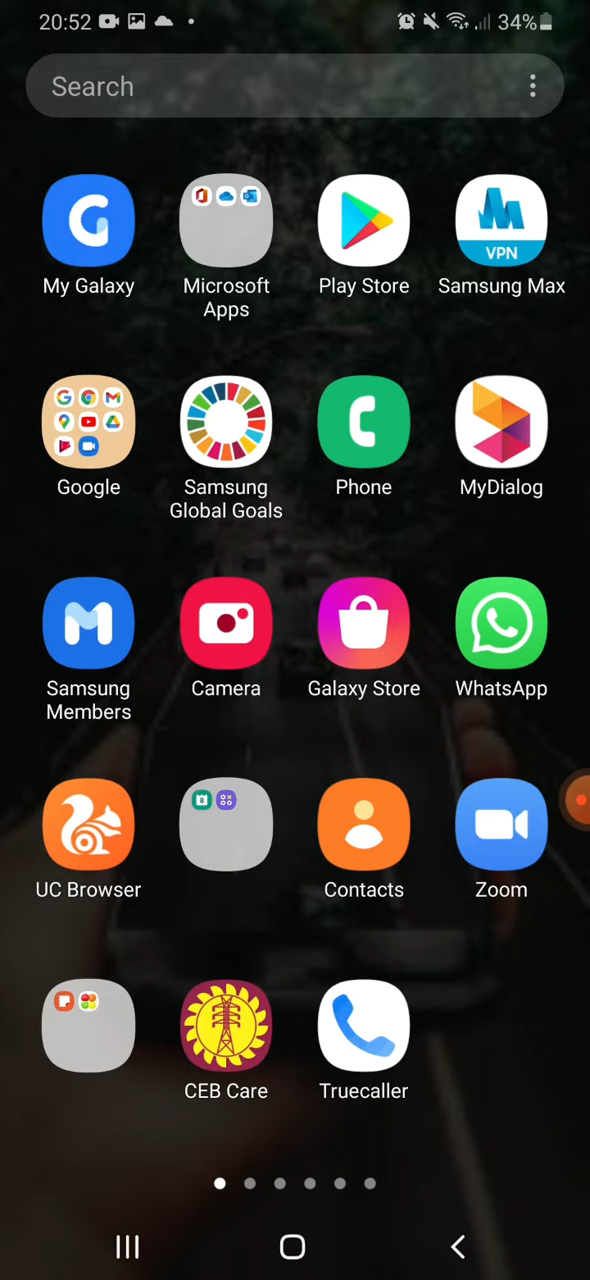 20:52 34%
Search
My Galaxy
Microsoft
Apps
Play Store
VPN
Samsung Max
Google
Samsung
Global Goals
Phone
MyDialog
Samsung
Members
Camera
Galaxy Store
WhatsApp
UC Browser
Contacts
Zoom
CEB Care
Truecaller